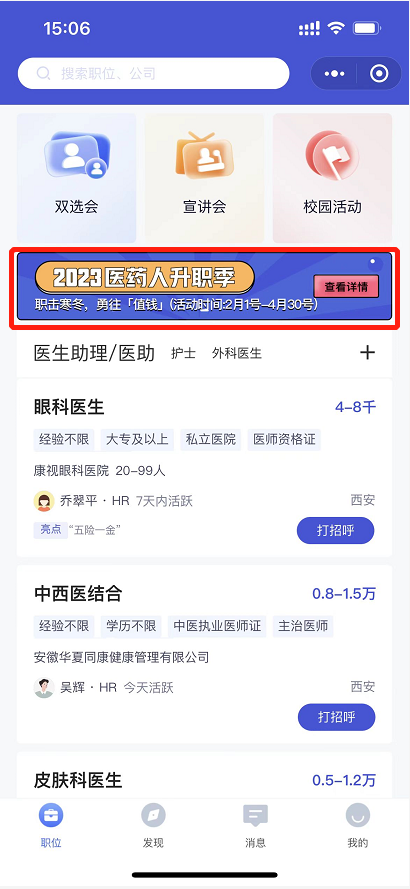 15:06
搜索职位、公司
双选会
宣讲会
校园活动
2023医药人升职季
职击寒冬，勇往「值钱」(活动时间:2月1号-4月30号)
查看详情
医生助理/医助 护士 外科医生
眼科医生 4-8千
经验不限 大专及以上 私立医院 医师资格证
康视眼科医院 20-99人
乔翠平·HR 7天内活跃 西安
亮点 “五险一金”
打招呼
中西医结合 0.8-1.5万
经验不限 学历不限 中医执业医师证 主治医师
安徽华夏同康健康管理有限公司
吴辉·HR 今天活跃 西安
打招呼
皮肤科医生 0.5-1.2万
职位 发现 消息 我的